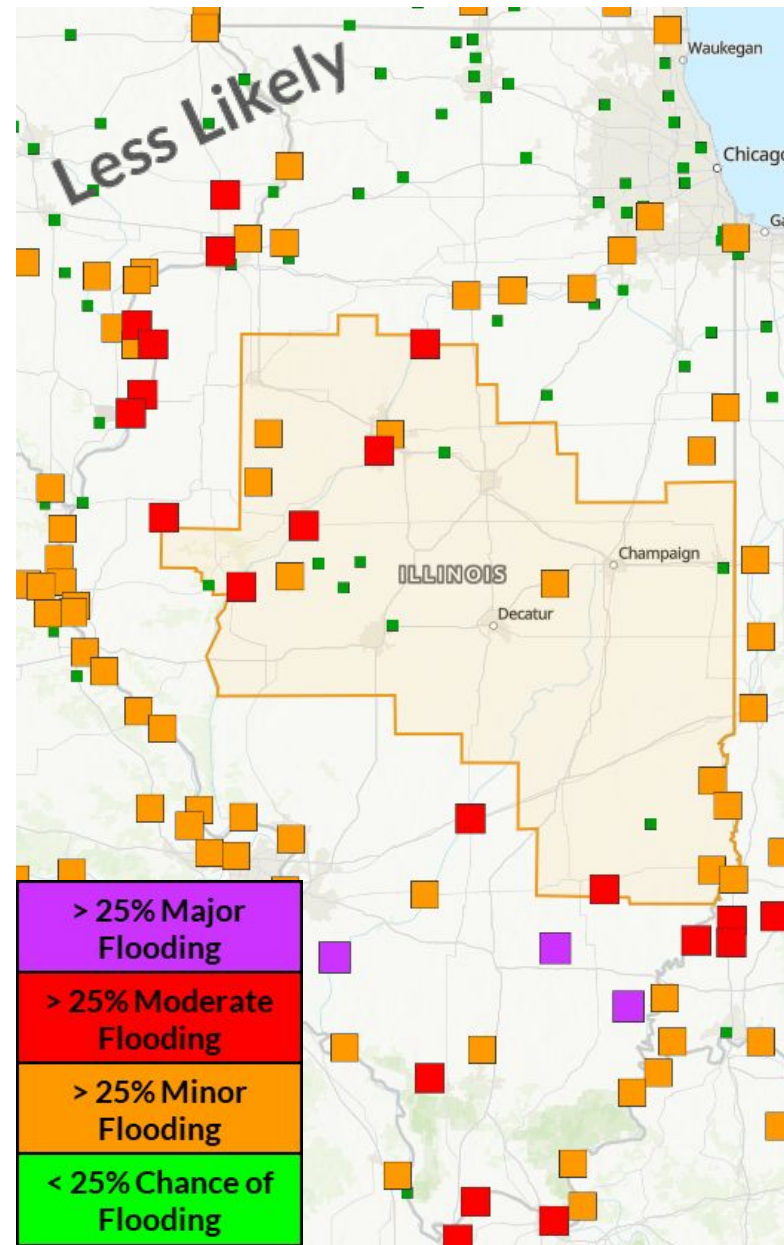 Less Likely
Waukegan
Chicago
Ga
Champaign
ILLINOIS
Decatur
> 25% Major
Flooding
> 25% Moderate
Flooding
> 25% Minor
Flooding
< 25% Chance of
Flooding